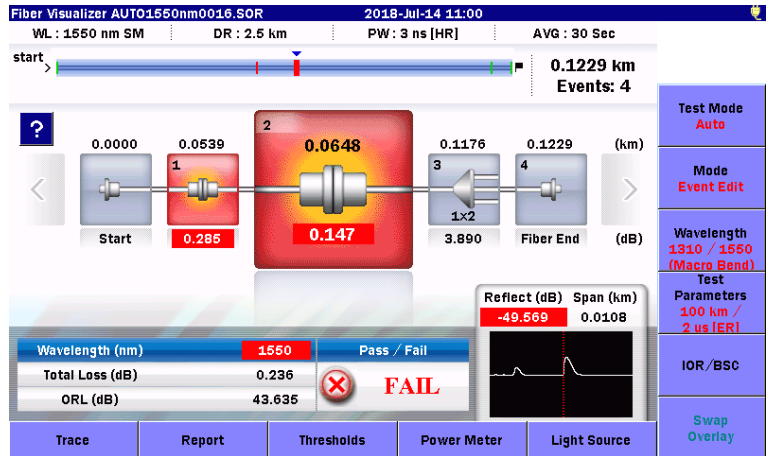 Fiber Visualizer AUTO1550nm0016.SOR 2018-Jul-14 11:00
WL : 1550 nm SM DR : 2.5 km PW : 3 ns [HR] AVG : 30 Sec
start
0.1229 km
Events: 4
?
0.0000 0.0539 2 0.0648 0.1176 0.1229 (km)
1 3 4
1×2
Start 0.285 0.147 3.890 Fiber End (dB)
Reflect (dB) Span (km)
-49.569 0.0108
Wavelength (nm) 1550 Pass / Fail
Total Loss (dB) 0.236 FAIL
ORL (dB) 43.635
Test Mode
Auto
Mode
Event Edit
Wavelength
1310 / 1550
(Macro Bend)
Test
Parameters
100 km /
2 us [ER]
IOR/BSC
Swap
Overlay
Trace Report Thresholds Power Meter Light Source